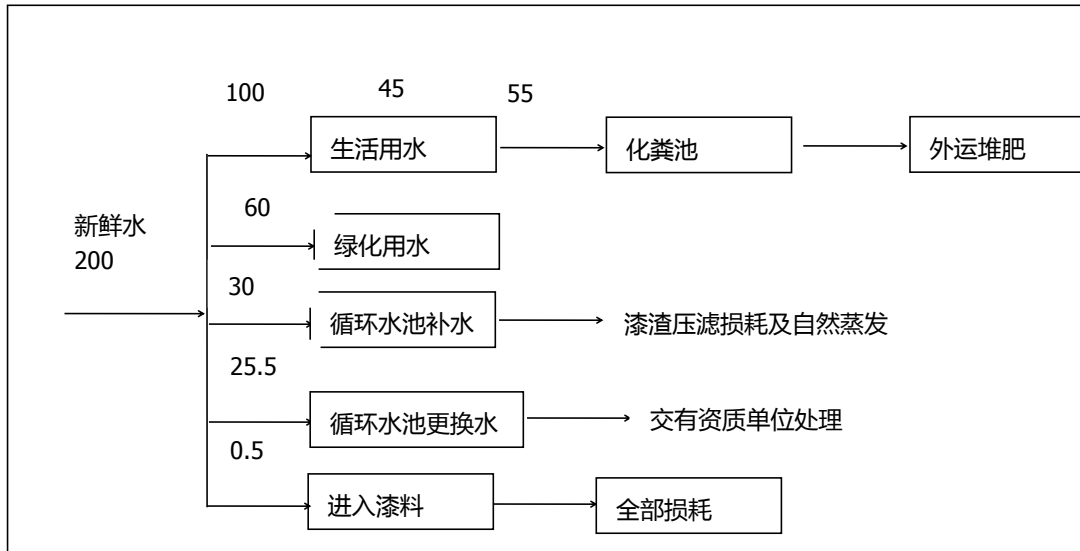 100
45
55
生活用水
化粪池
外运堆肥
新鲜水
200
60
绿化用水
30
循环水池补水
漆渣压滤损耗及自然蒸发
25.5
循环水池更换水
交有资质单位处理
0.5
进入漆料
全部损耗